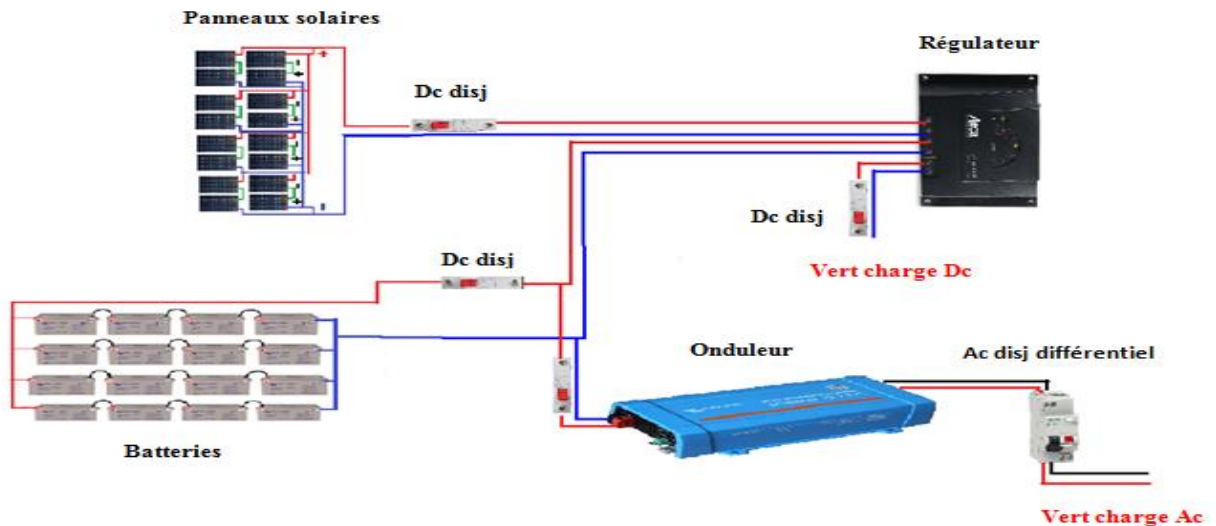 Panneaux solaires
Régulateur
Dc disj
Dc disj
Vert charge Dc
Dc disj
Onduleur
Ac disj différentiel
Batteries
Vert charge Ac